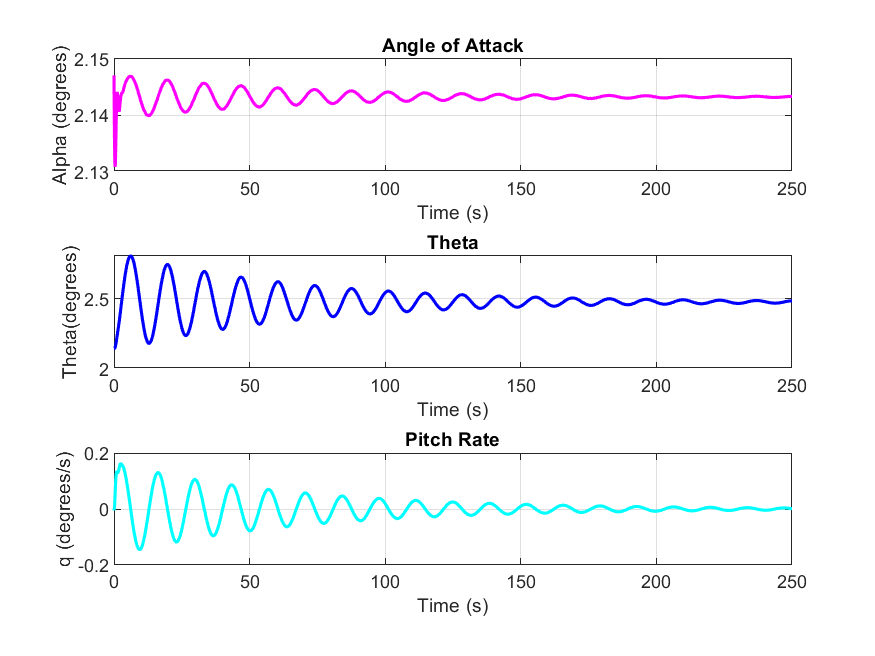 Angle of Attack
Alpha (degrees)
2.15
2.14
2.13
0 50 100 150 200 250
Time (s)
Theta
Theta(degrees)
2.5
2
0 50 100 150 200 250
Time (s)
Pitch Rate
q (degrees/s)
0.2
0
-0.2
0 50 100 150 200 250
Time (s)